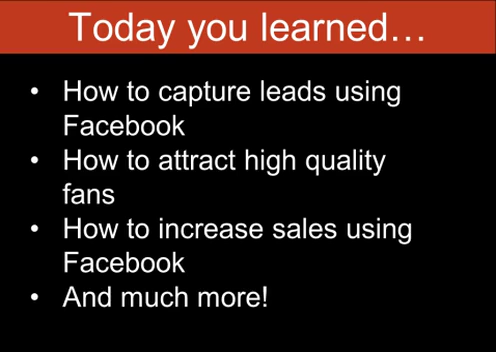 Today you learned…
• How to capture leads using
Facebook
• How to attract high quality
fans
• How to increase sales using
Facebook
• And much more!